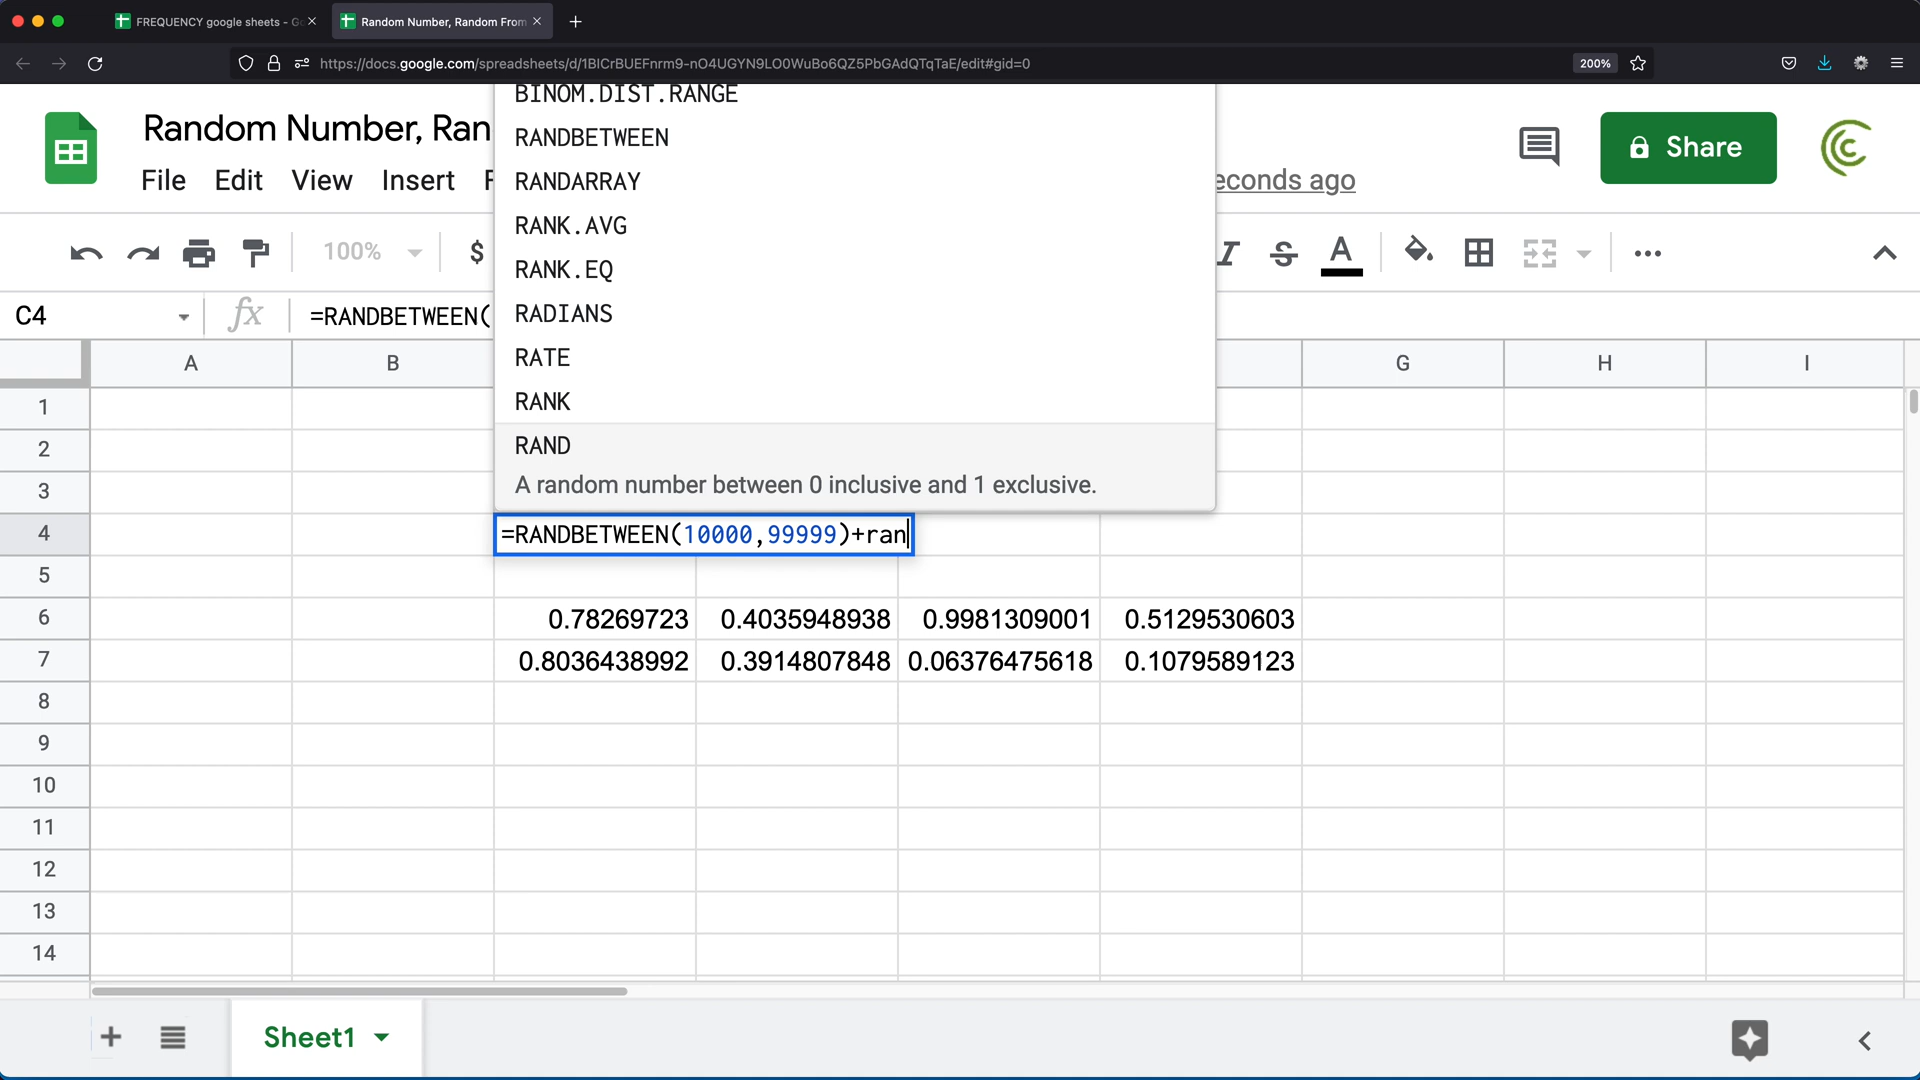 FREQUENCY google sheets - Go
Random Number, Random From
https://docs.google.com/spreadsheets/d/1BlCrBUEFnrm9-nO4UGYN9LO0WuBo6QZ5PbGAdQTqTaE/edit#gid=0
200%
Random Number, Ran
File Edit View Insert F
econds ago
Share
100%
$
C4
fx
=RANDBETWEEN(
BINOM.DIST.RANGE
RANDBETWEEN
RANDARRAY
RANK.AVG
RANK.EQ
RADIANS
RATE
RANK
RAND
A random number between 0 inclusive and 1 exclusive.
A B G H I
1
2
3
4 =RANDBETWEEN(10000,99999)+ran
5
6 0.78269723 0.4035948938 0.9981309001 0.5129530603
7 0.8036438992 0.3914807848 0.06376475618 0.1079589123
8
9
10
11
12
13
14
Sheet1